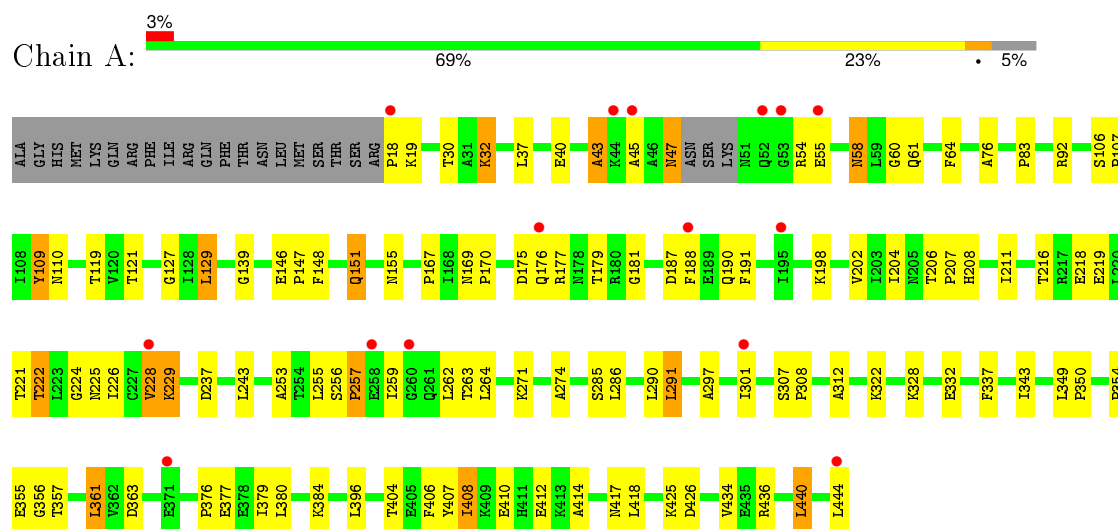 3%
Chain A:
69% 23% • 5%
ALA GLY HIS MET LYS GLN ARG PHE ILE ARG GLN PHE THR ASN LEU MET SER THR SER ARG P18 K19 T30 A31 K32 L37 E40 A43 K44 A45 A46 N47 ASN SER LYS N51 Q52 G53 R54 E55 N58 L59 G60 Q61 F64 A76 P83 R92 S106
I108 Y109 N110 T119 V120 T121 G127 I128 L129 G139 E146 P147 F148 Q151 N155 P167 I168 N169 P170 D175 Q176 R177 N178 T179 R180 G181 D187 F188 E189 Q190 F191 I195 K198 V202 I203 I204 N205 T206 P207 H208 I211 T216 R217 E218 E219 L220
T221 T222 L223 G224 N225 I226 C227 V228 K229 D237 L243 A253 T254 L255 S256 P257 E258 I259 G260 Q261 L262 T263 L264 K271 A274 S285 L286 L290 L291 A297 I301 S307 P308 A312 K322 K328 E332 F337 I343 L349 P350
E355 G356 T357 L361 V362 D363 E371 P376 E377 E378 I379 L380 K384 L396 T404 E405 F406 Y407 I408 K409 E410 H411 E412 K413 A414 N417 L418 K425 D426 V434 E435 R436 L440 L444